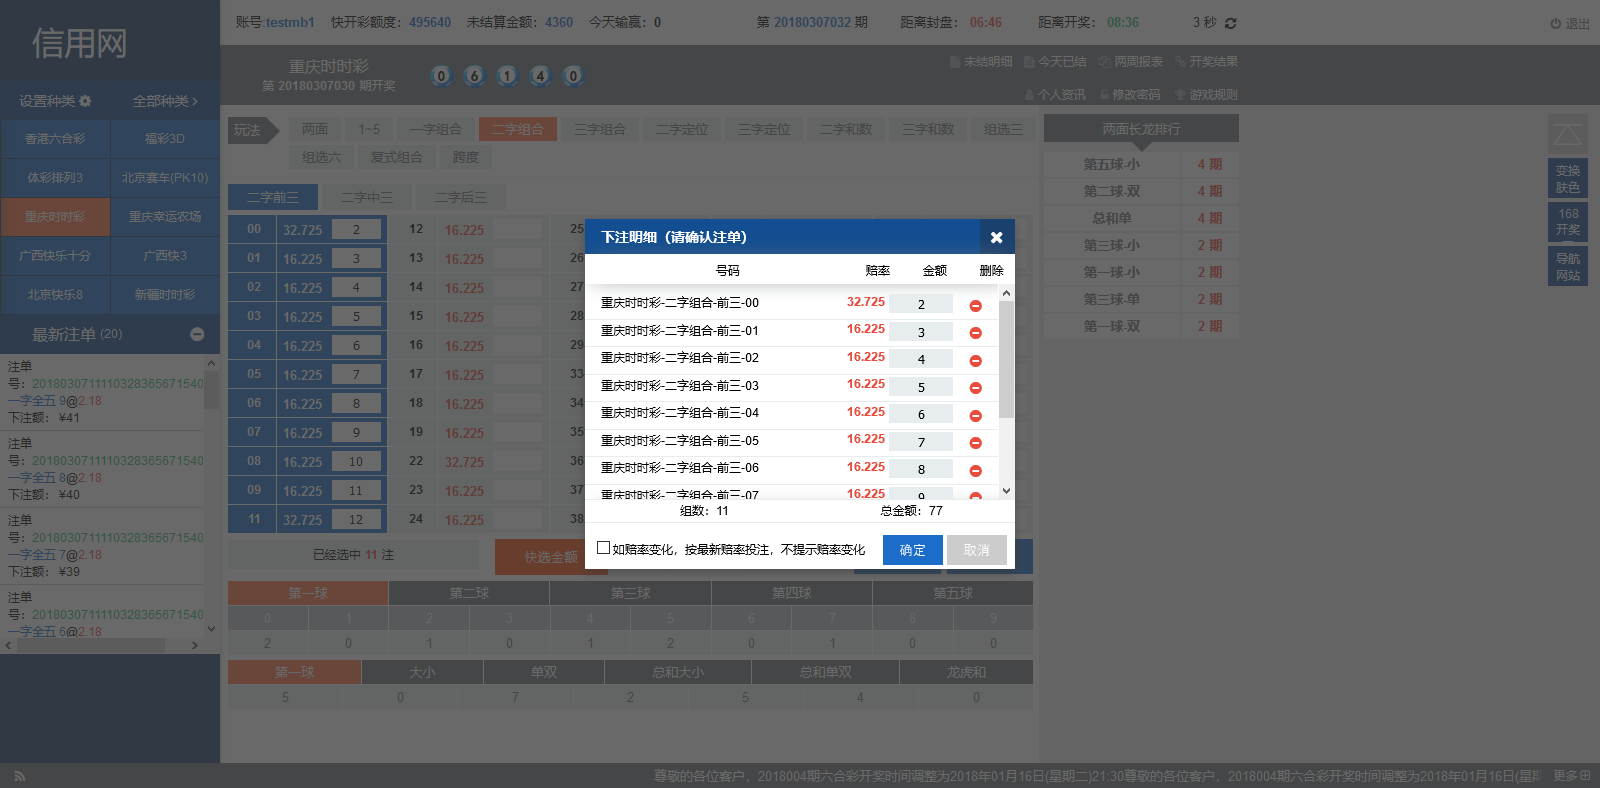 信用网
账号:testmb1 快开彩额度：495640 未结算金额：4360 今天输赢：0 第 20180307032 期 距离封盘：06:46 距离开奖：08:36 3 秒 退出
重庆时时彩
第 20180307030 期开奖
0 6 1 4 0
未结明细 今天已结 两周报表 开奖结果
个人资讯 修改密码 游戏规则
设置种类 全部种类
香港六合彩 福彩3D
体彩排列3 北京赛车(PK10)
重庆时时彩 重庆幸运农场
广西快乐十分 广西快3
北京快乐8 新疆时时彩
最新注单 (20)
注单
号：2018030711110328365671540
一字全五 9@2.18
下注额： ¥41
注单
号：2018030711110328365671540
一字全五 8@2.18
下注额： ¥40
注单
号：2018030711110328365671540
一字全五 7@2.18
下注额： ¥39
注单
号：2018030711110328365671540
一字全五 6@2.18
玩法 两面 1~5 一字组合 二字组合 三字组合 二字定位 三字定位 二字和数 三字和数 组选三
组选六 复式组合 跨度
二字前三 二字中三 二字后三
00 32.725 2 12 16.225 25
01 16.225 3 13 16.225 26
02 16.225 4 14 16.225 27
03 16.225 5 15 16.225 28
04 16.225 6 16 16.225 29
05 16.225 7 17 16.225 33
06 16.225 8 18 16.225 34
07 16.225 9 19 16.225 35
08 16.225 10 22 32.725 36
09 16.225 11 23 16.225 37
11 32.725 12 24 16.225 38
已经选中 11 注 快选金额
第一球 第二球 第三球 第四球 第五球
0 1 2 3 4 5 6 7 8 9
2 0 1 0 1 2 0 1 0 0
第一球 大小 单双 总和大小 总和单双 龙虎和
5 0 7 2 5 4 0
下注明细（请确认注单）
号码 赔率 金额 删除
重庆时时彩-二字组合-前三-00 32.725 2
重庆时时彩-二字组合-前三-01 16.225 3
重庆时时彩-二字组合-前三-02 16.225 4
重庆时时彩-二字组合-前三-03 16.225 5
重庆时时彩-二字组合-前三-04 16.225 6
重庆时时彩-二字组合-前三-05 16.225 7
重庆时时彩-二字组合-前三-06 16.225 8
重庆时时彩-二字组合-前三-07 16.225 9
组数：11 总金额：77
如赔率变化，按最新赔率投注，不提示赔率变化 确定 取消
两面长龙排行
第五球-小 4 期
第二球-双 4 期
总和单 4 期
第三球-小 2 期
第一球-小 2 期
第三球-单 2 期
第一球-双 2 期
变换
肤色
168
开奖
导航
网站
尊敬的各位客户，2018004期六合彩开奖时间调整为2018年01月16日(星期二)21:30尊敬的各位客户，2018004期六合彩开奖时间调整为2018年01月16日(星期 更多